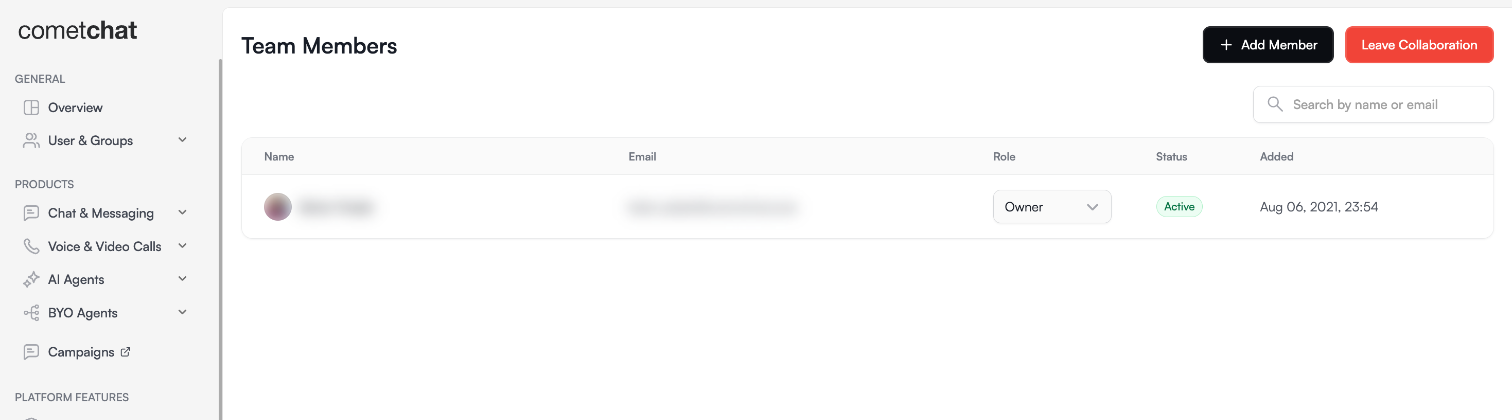 cometchat
GENERAL
Overview
User & Groups
PRODUCTS
Chat & Messaging
Voice & Video Calls
AI Agents
BYO Agents
Campaigns
PLATFORM FEATURES
Team Members
+ Add Member
Leave Collaboration
Search by name or email
Name Email Role Status Added
Owner Active Aug 06, 2021, 23:54